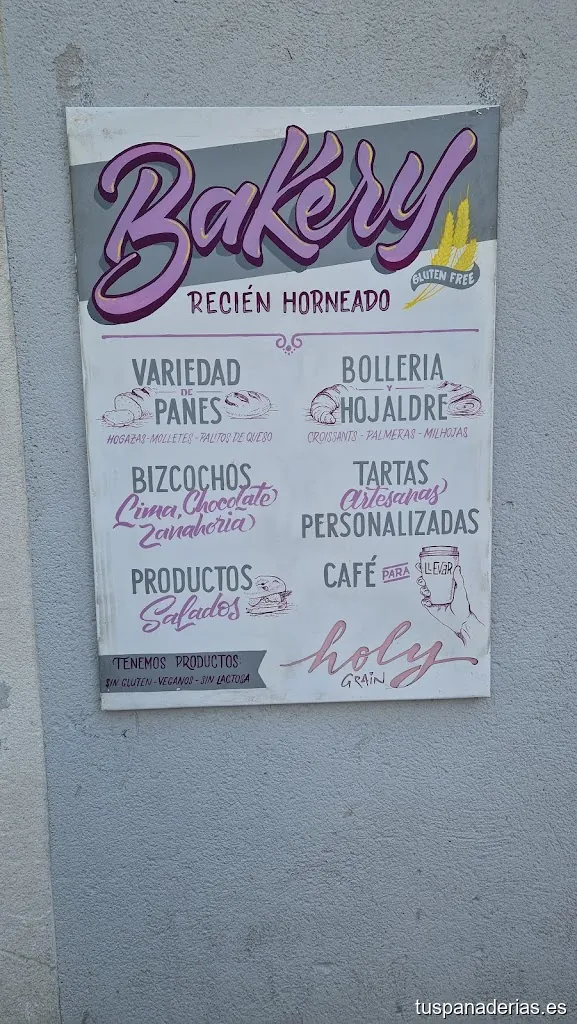 Bakery
GLUTEN FREE
RECIÉN HORNEADO
VARIEDAD
DE
PANES
HOGAZAS - MOLLETES - PALITOS DE QUESO
BOLLERIA
Y
HOJALDRE
CROISSANTS - PALMERAS - MILHOJAS
BIZCOCHOS
Lima, Chocolate
Zanahoria
TARTAS
Artesanas
PERSONALIZADAS
PRODUCTOS
Salados
CAFÉ PARA LLEVAR
TENEMOS PRODUCTOS:
SIN GLUTEN - VEGANOS - SIN LACTOSA
holy
GRAIN
tuspanaderias.es